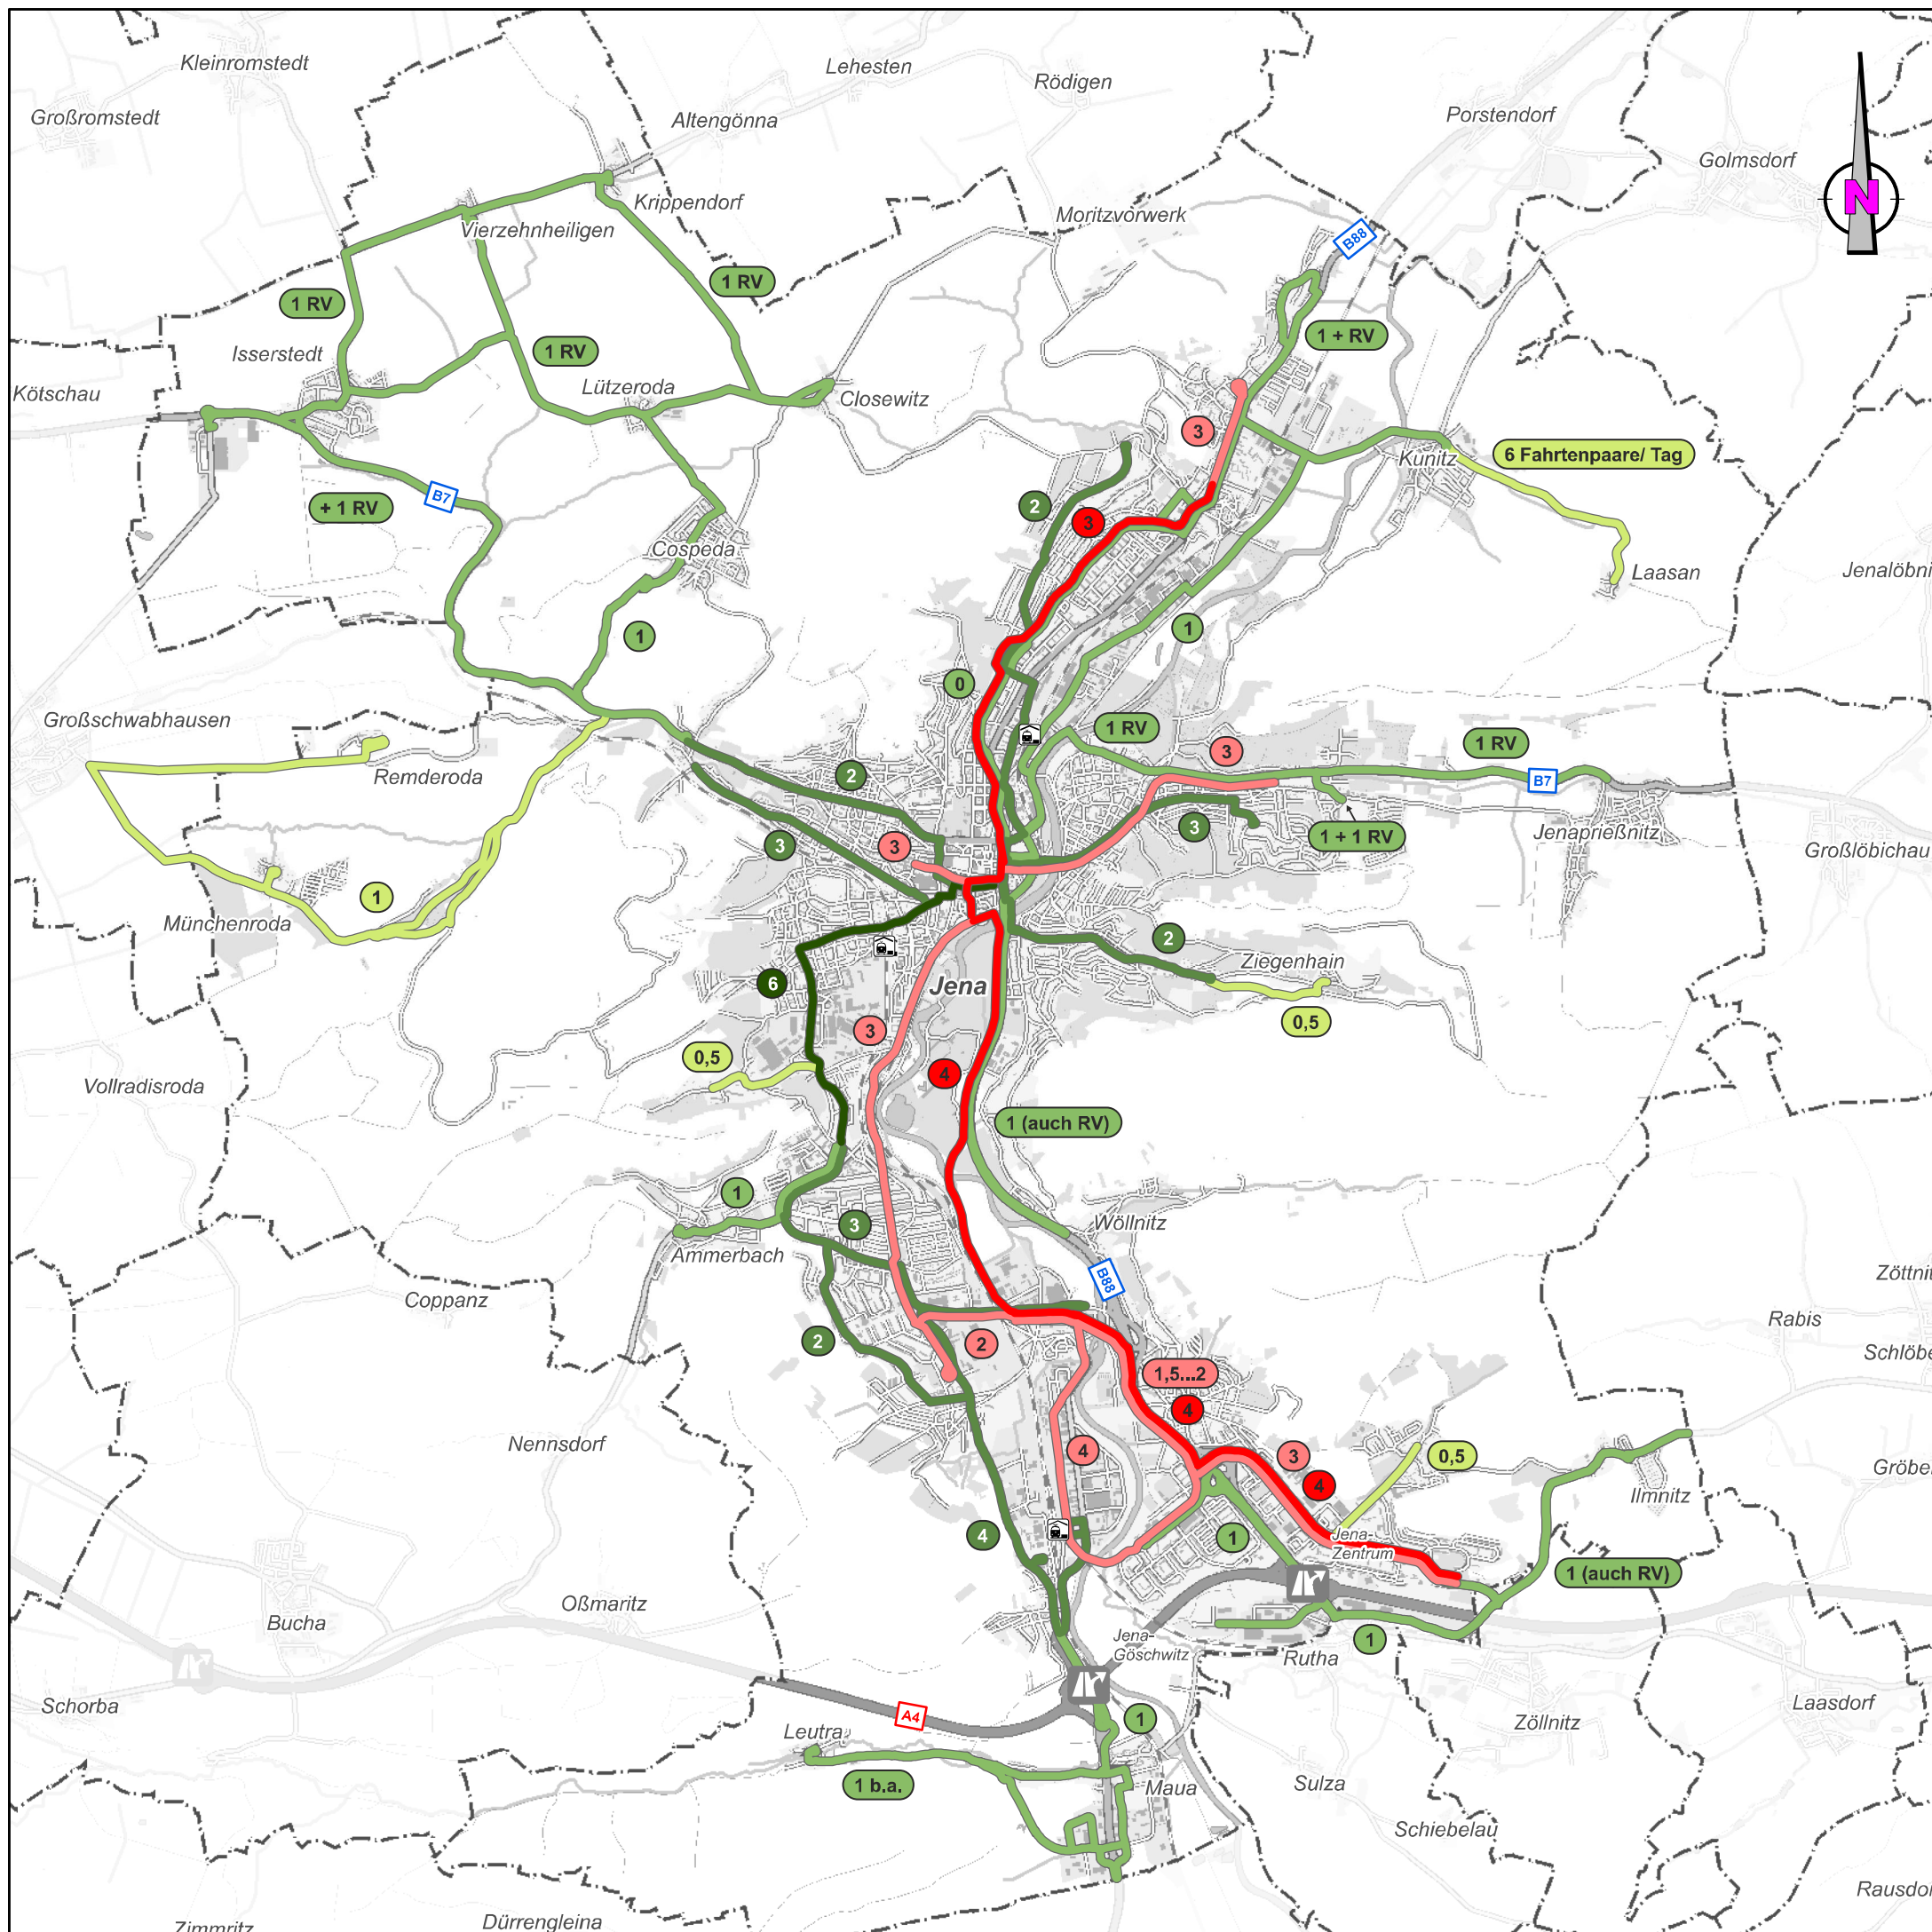 Kleinromstedt
Großromstedt
Lehesten
Rödigen
Altengönna
Porstendorf
Golmsdorf
N
Krippendorf
Vierzehnheiligen
Moritzvorwerk
B88
1 RV
1 RV
1 + RV
Isserstedt
1 RV
Lützeroda
Kötschau
Closewitz
3
Kunitz
6 Fahrtenpaare/ Tag
+ 1 RV
B7
2
3
Cospeda
Laasan
Jenalöbni
1
1
0
Großschwabhausen
1 RV
3
1 RV
Remderoda
2
B7
3
3
3
1 + 1 RV
Jenaprießnitz
Großlöbichau
1
Münchenroda
2
Ziegenhain
6
Jena
0,5
3
0,5
4
Vollradisroda
1 (auch RV)
1
3
Wöllnitz
Ammerbach
B88
Zöttni
Coppanz
Rabis
2
2
Schlöbe
1,5...2
4
Nennsdorf
4
3
0,5
Gröbe
4
Ilmnitz
4
1
Jena-
Zentrum
1 (auch RV)
Oßmaritz
Bucha
Jena-
Göschwitz
1
Rutha
Schorba
A4
Leutra
1
Zöllnitz
Laasdorf
1 b.a.
Maua
Sulza
Schiebelau
Rausdo
Zimmritz
Dürrengleina